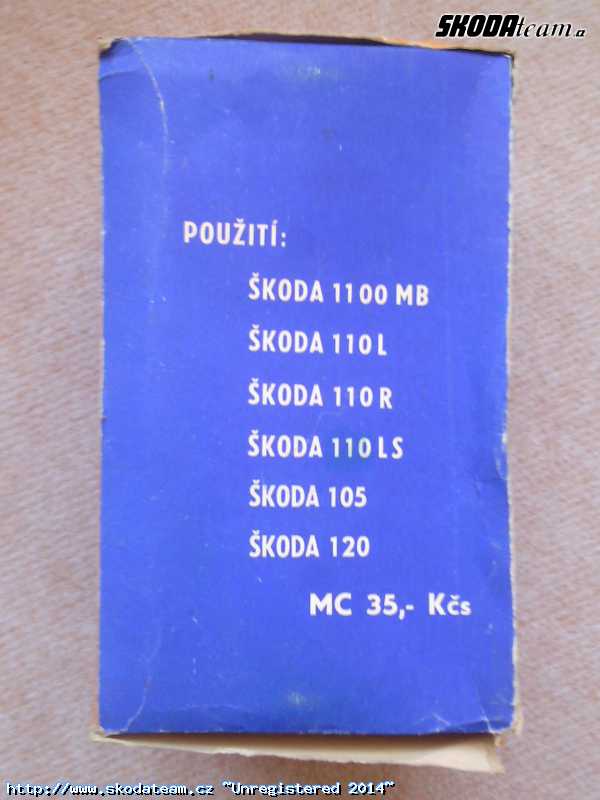 ŠKODAteam.cz
POUŽITÍ:
ŠKODA 1100 MB
ŠKODA 110 L
ŠKODA 110 R
ŠKODA 110 LS
ŠKODA 105
ŠKODA 120
MC 35,- Kčs
http://www.skodateam.cz ~Unregistered 2014~